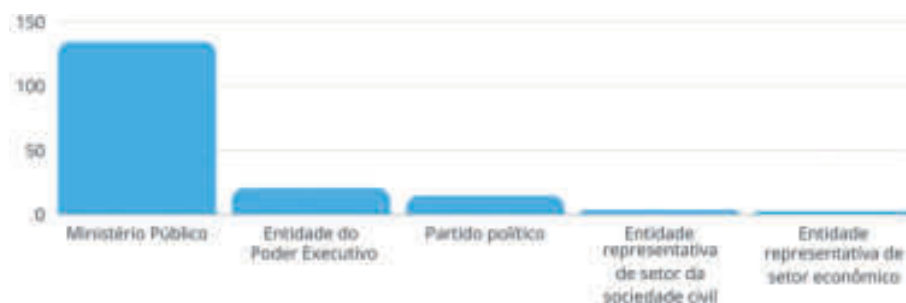 150
100
50
0
Ministério Público
Entidade do
Poder Executivo
Partido político
Entidade
representativa
de setor da
sociedade civil
Entidade
representativa de
setor econômico